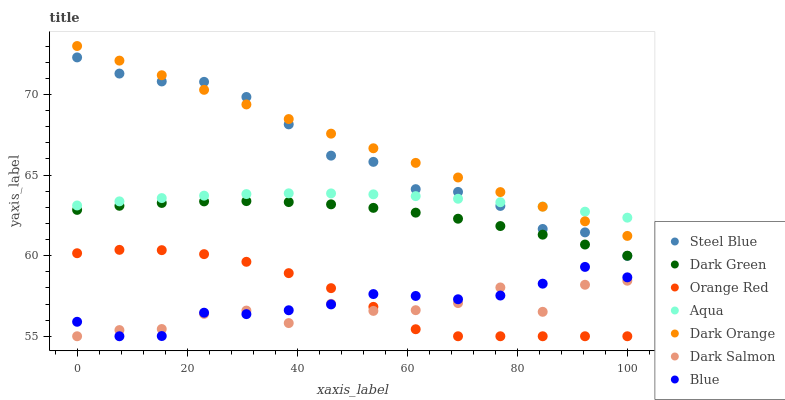 title
yaxis_label
70
65
60
55
0
20
40
60
80
100
xaxis_label
Steel Blue
Dark Green
Orange Red
Aqua
Dark Orange
Dark Salmon
Blue